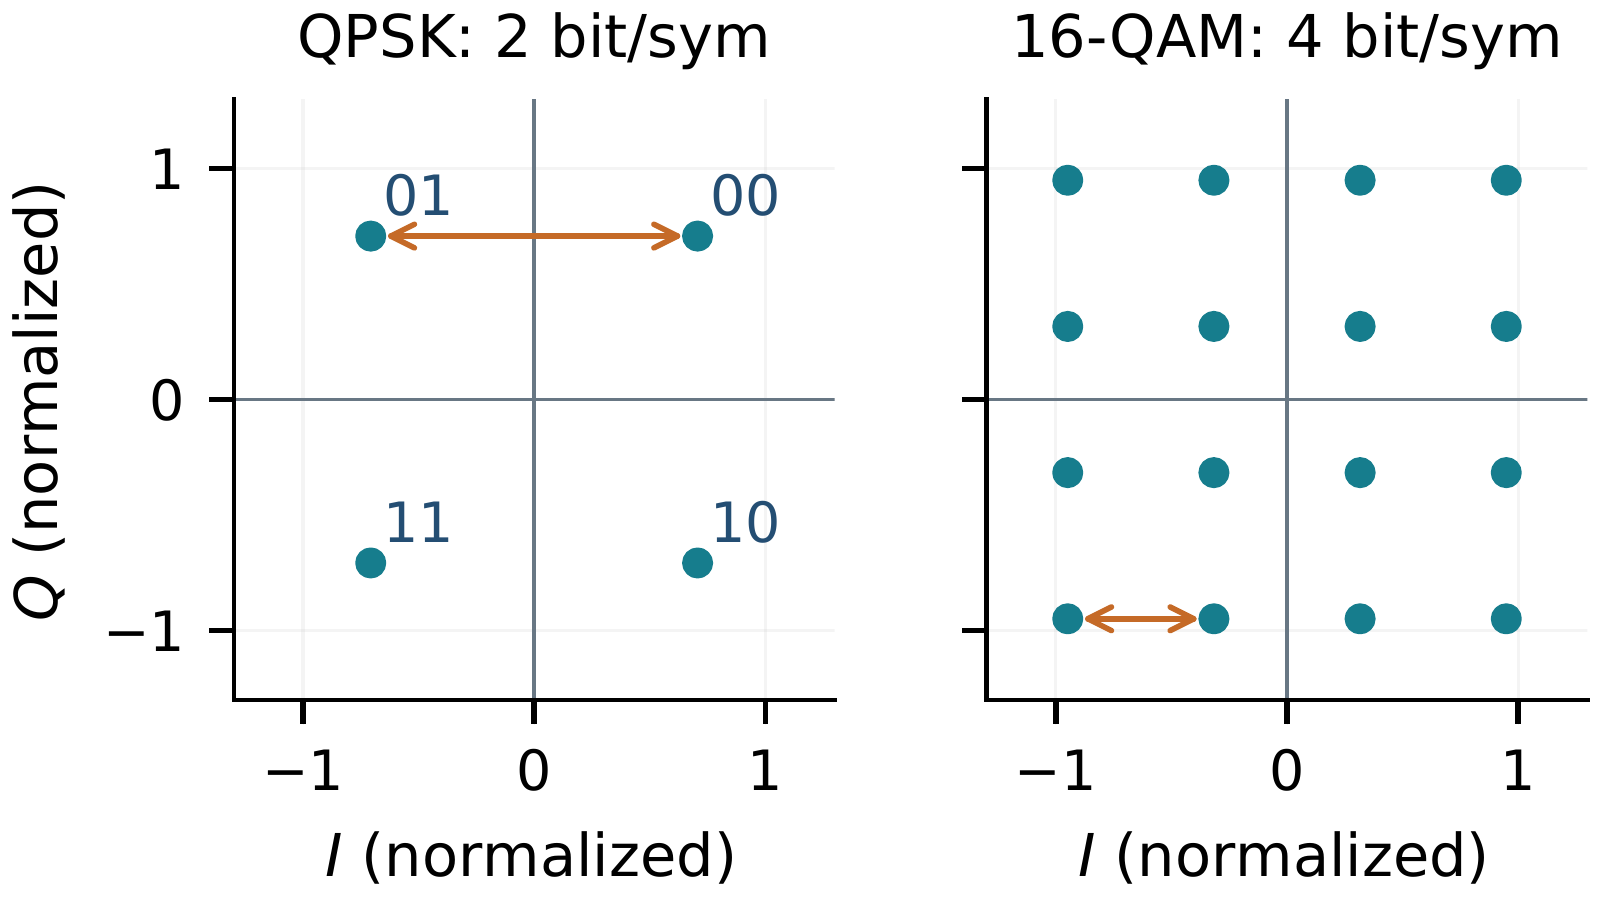 QPSK: 2 bit/sym
16-QAM: 4 bit/sym
Q (normalized)
1
0
−1
01
00
11
10
−1
0
1
−1
0
1
I (normalized)
I (normalized)